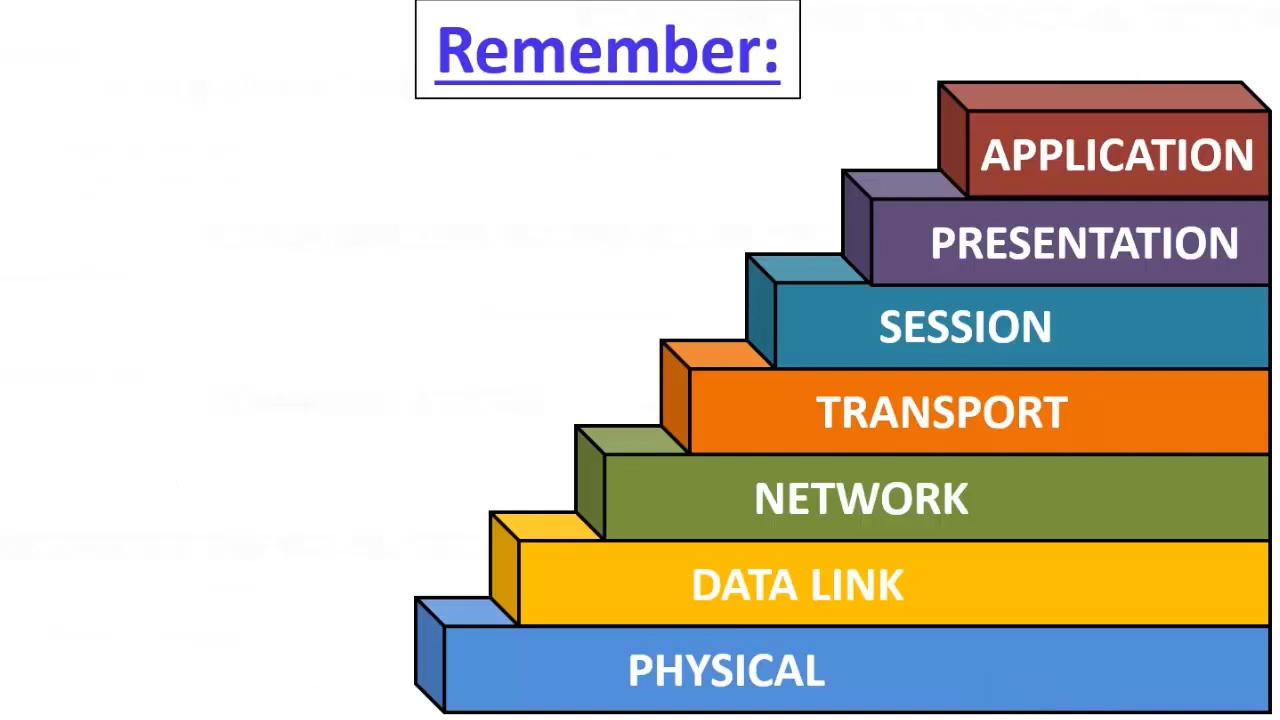 Remember:
APPLICATION
PRESENTATION
SESSION
TRANSPORT
NETWORK
DATA LINK
PHYSICAL